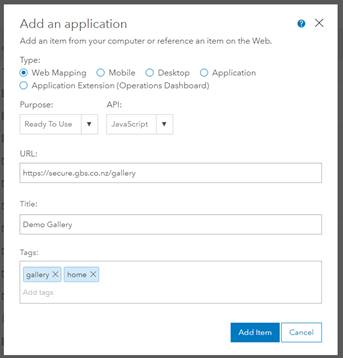 Add an application
?
Add an item from your computer or reference an item on the Web.
Type:
Web Mapping Mobile Desktop Application
Application Extension (Operations Dashboard)
Purpose: API:
Ready To Use JavaScript
URL:
https://secure.gbs.co.nz/gallery
Title:
Demo Gallery
Tags:
gallery home
Add tags
Add Item Cancel